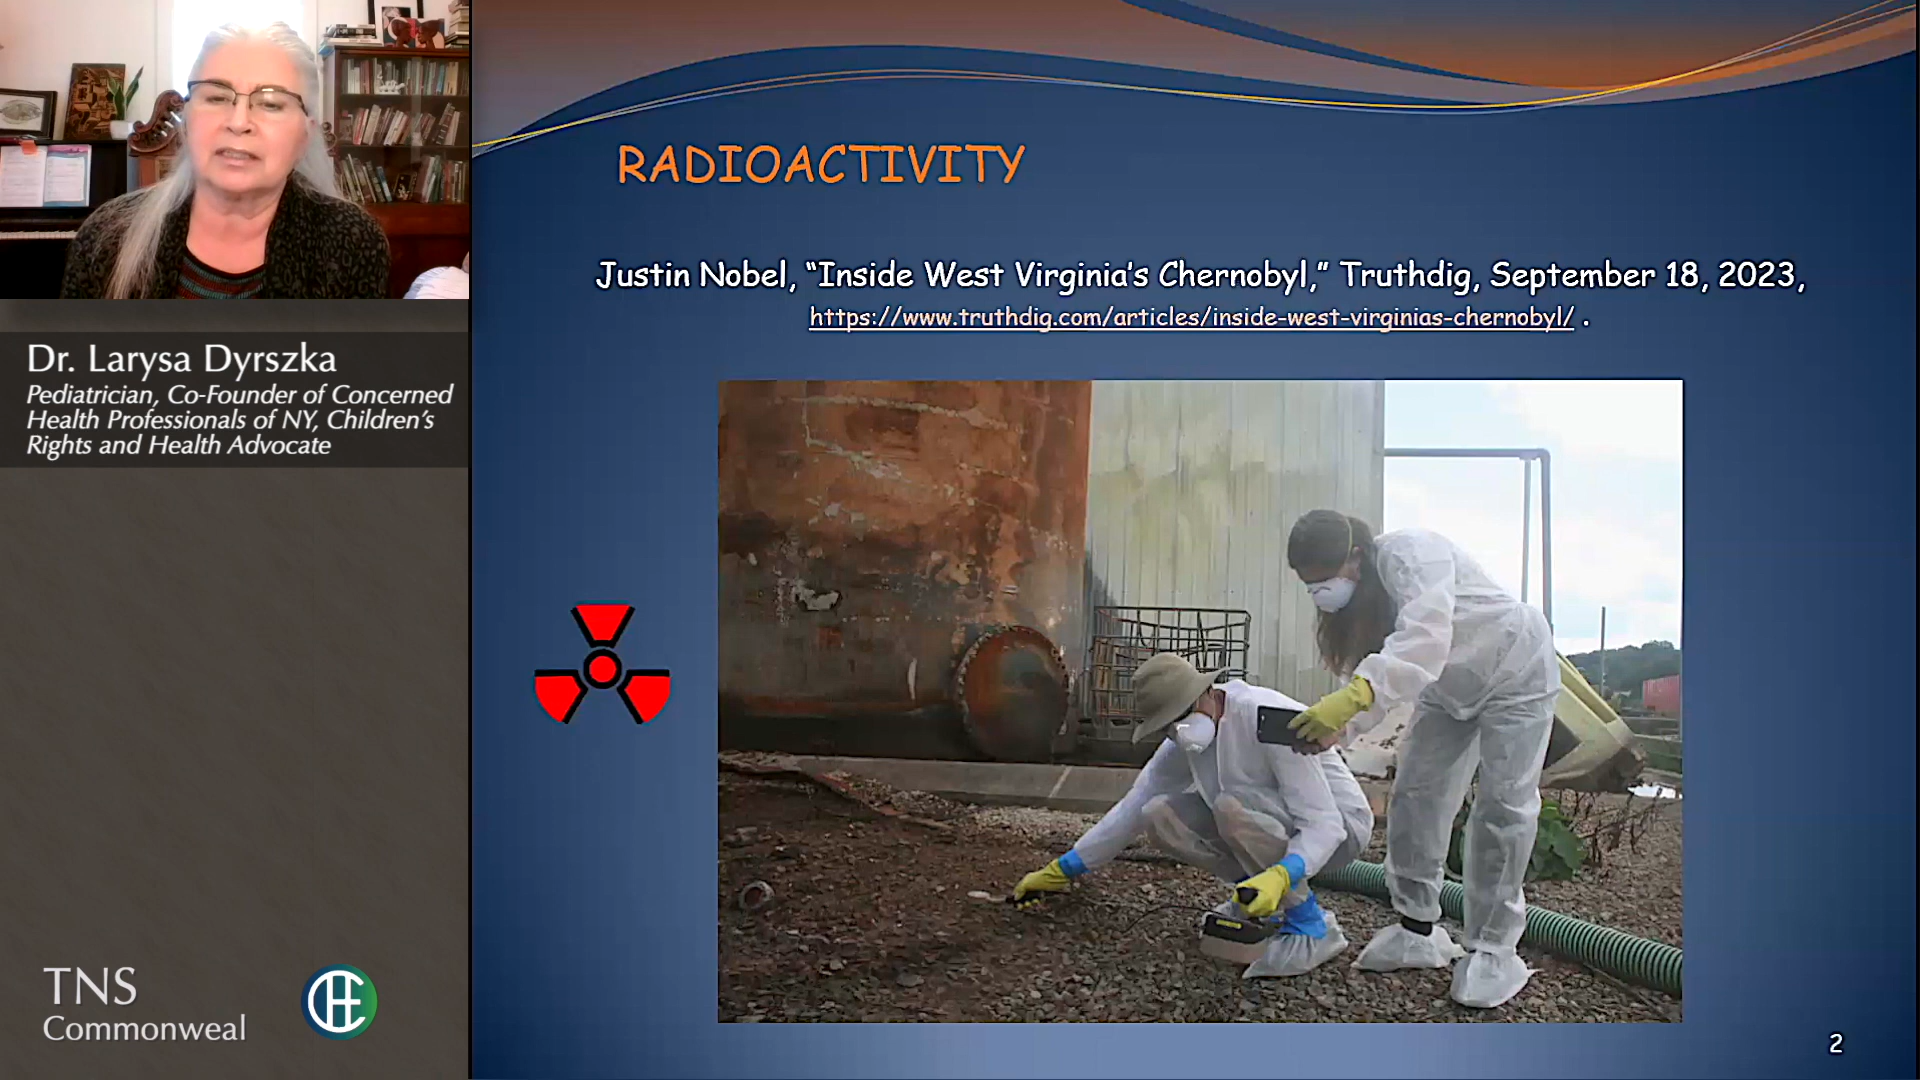 RADIOACTIVITY
Justin Nobel, “Inside West Virginia’s Chernobyl,” Truthdig, September 18, 2023,
https://www.truthdig.com/articles/inside-west-virginias-chernobyl/ .
Dr. Larysa Dyrszka
Pediatrician, Co-Founder of Concerned
Health Professionals of NY, Children’s
Rights and Health Advocate
TNS
Commonweal
CHE
2